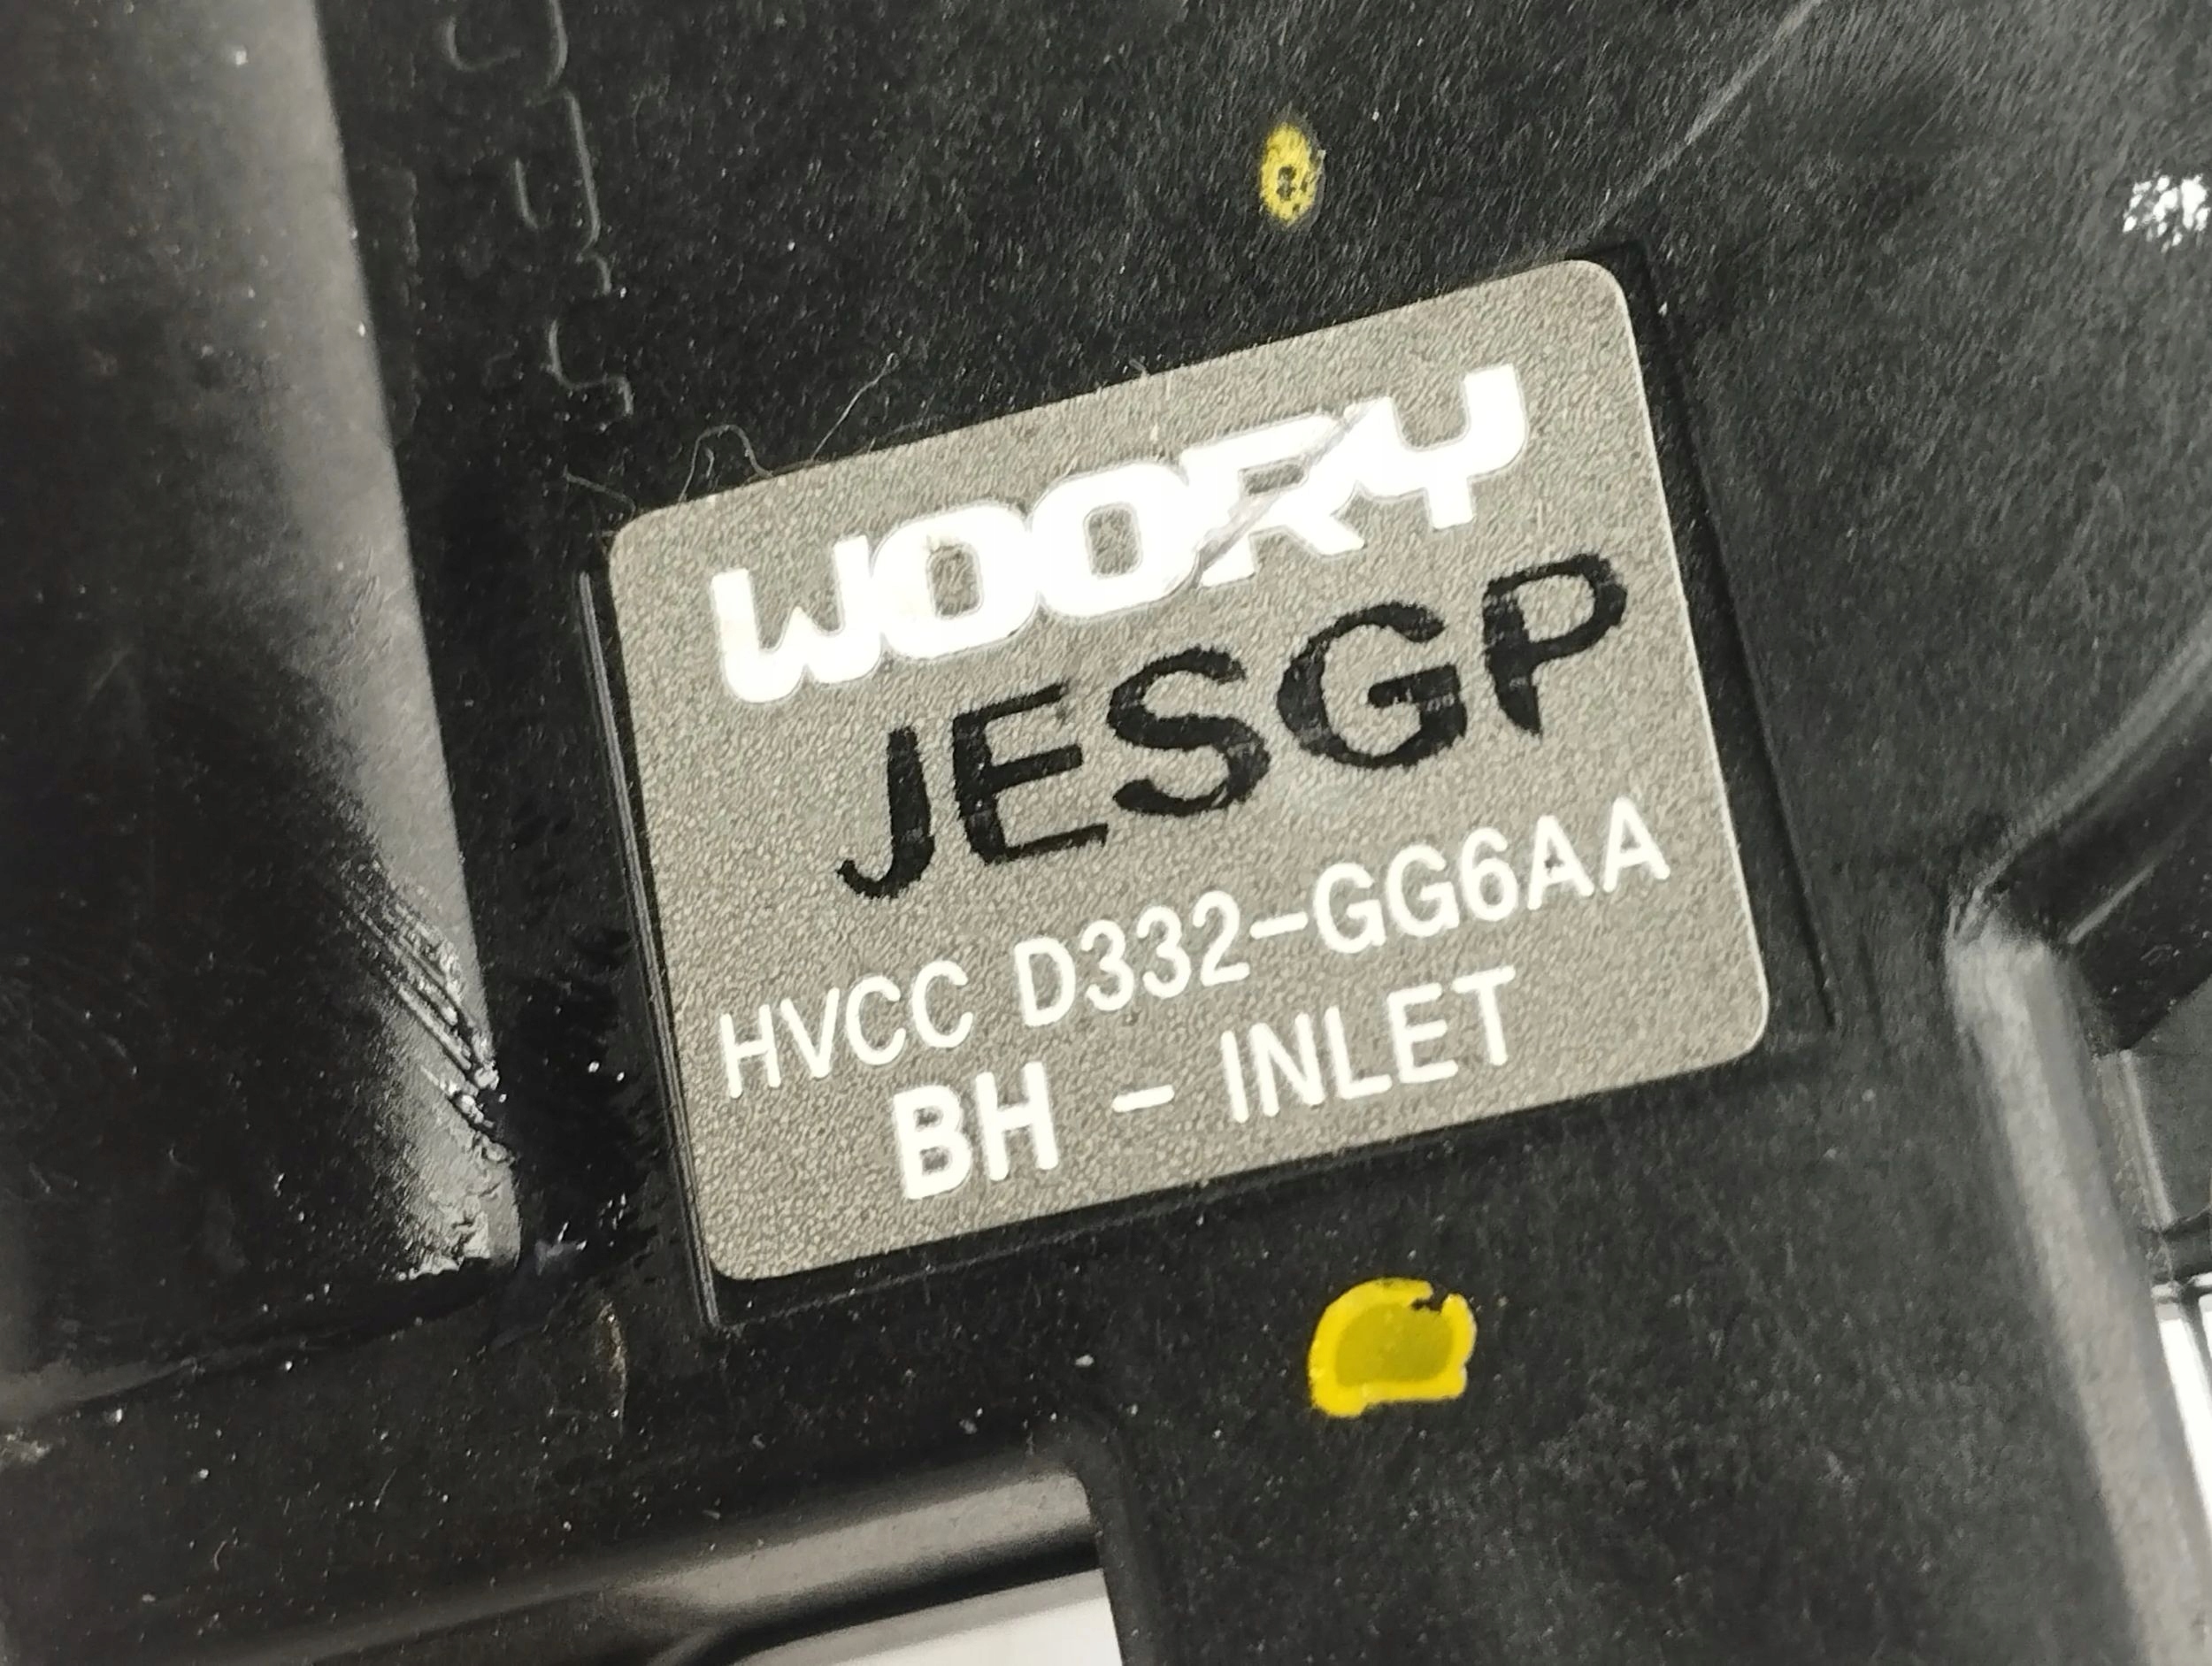 WOORY
JESGP
HVCC D332-GG6AA
BH - INLET